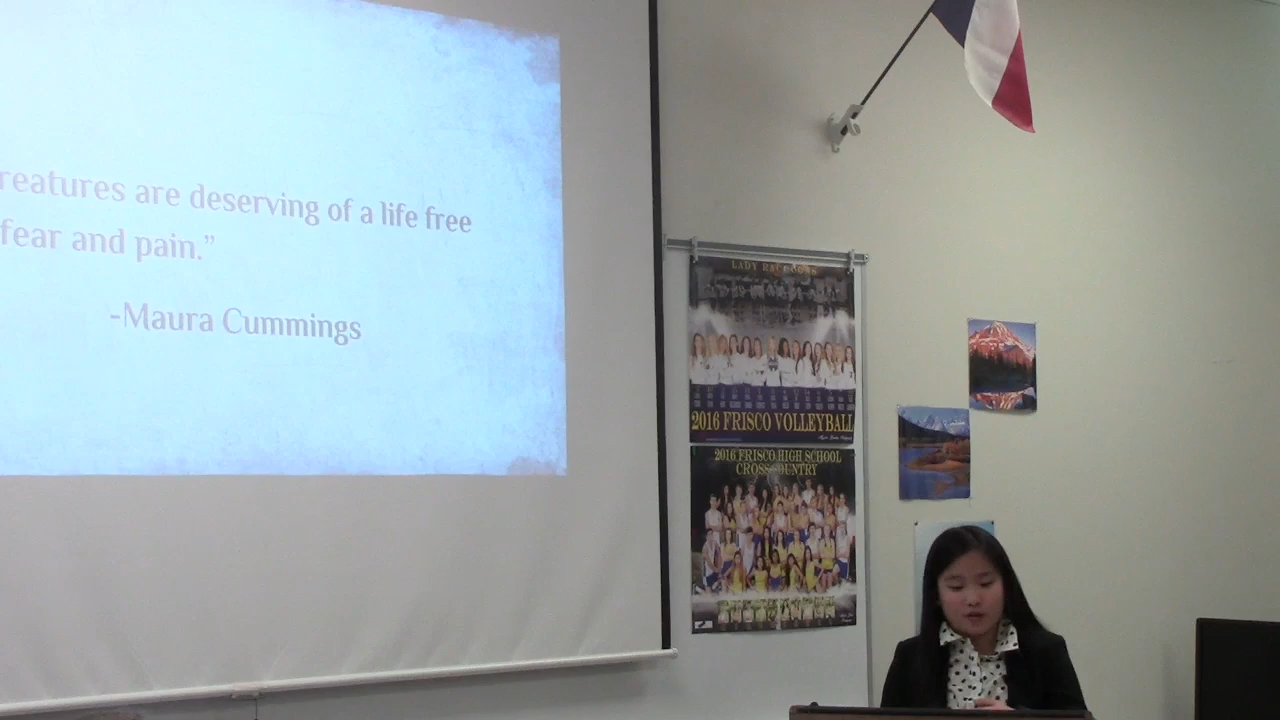 reatures are deserving of a life free
fear and pain.”
-Maura Cummings
LADY RACCOONS
2016 FRISCO VOLLEYBALL
2016 FRISCO HIGH SCHOOL
CROSS COUNTRY